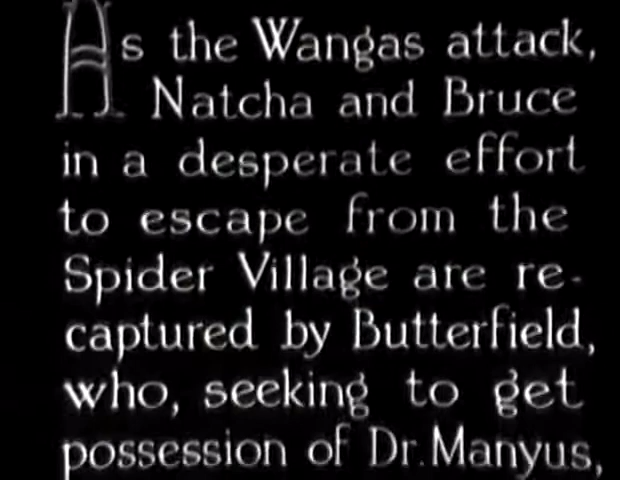 As the Wangas attack,
Natcha and Bruce
in a desperate effort
to escape from the
Spider Village are re-
captured by Butterfield,
who, seeking to get
possession of Dr. Manyus,